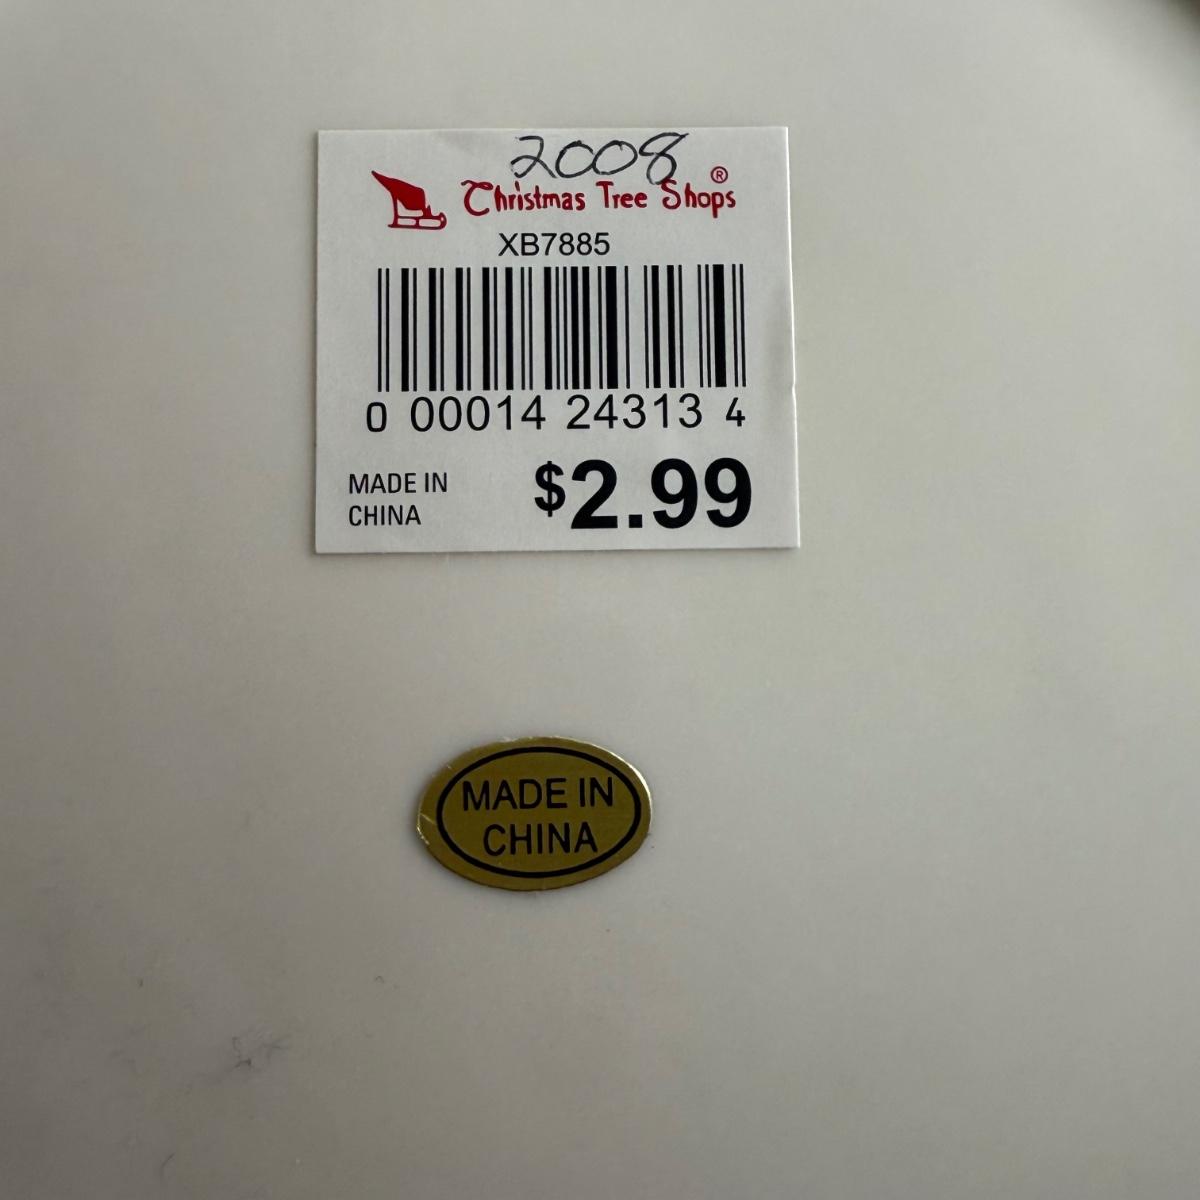 2008
Christmas Tree Shops®
XB7885
0 00014 24313 4
MADE IN
CHINA
$2.99
MADE IN
CHINA